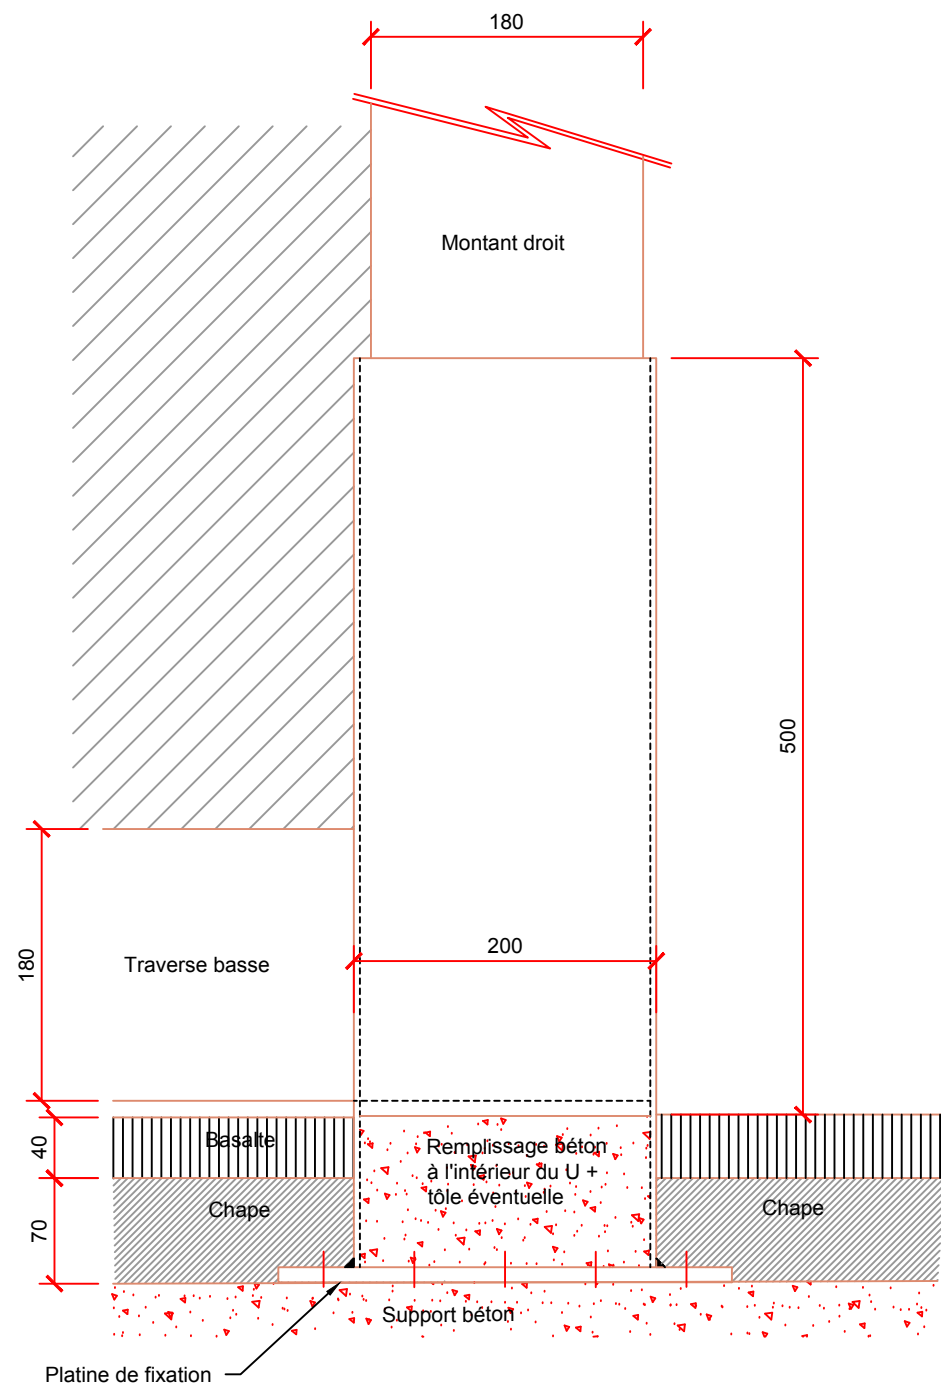 180
Montant droit
500
180
Traverse basse
200
40
Basalte
Remplissage béton
à l'intérieur du U +
tôle éventuelle
70
Chape
Chape
Support béton
Platine de fixation